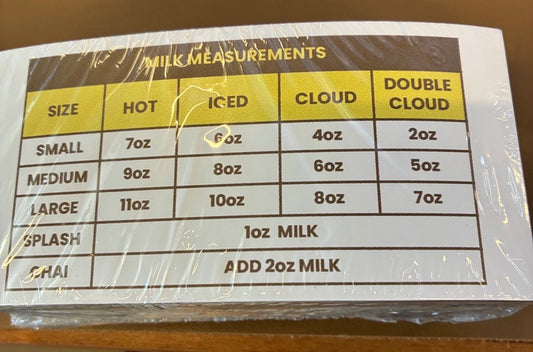 MILK MEASUREMENTS
SIZE HOT ICED CLOUD DOUBLE CLOUD
SMALL 7oz 6oz 4oz 2oz
MEDIUM 9oz 8oz 6oz 5oz
LARGE 11oz 10oz 8oz 7oz
SPLASH 1oz MILK
CHAI ADD 2oz MILK